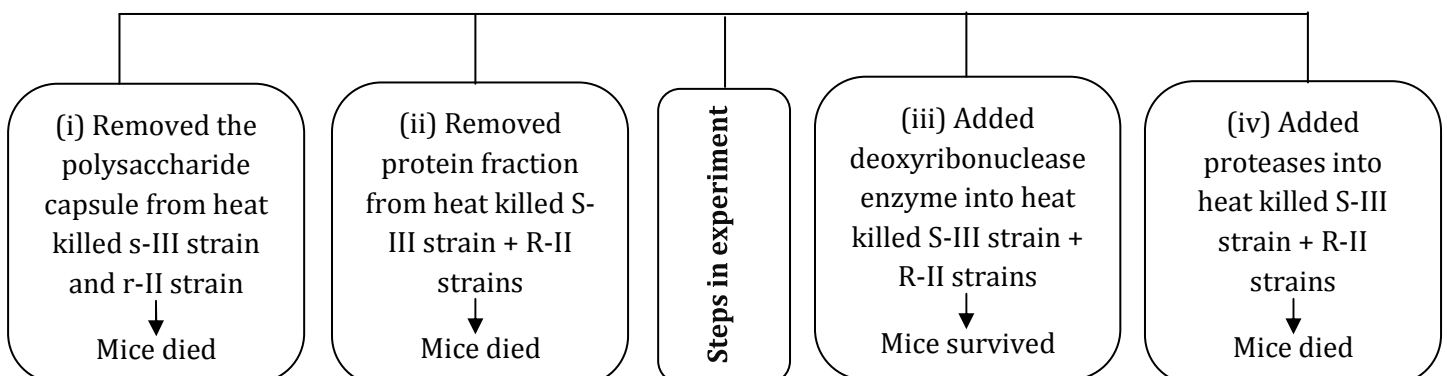 (i) Removed the
polysaccharide
capsule from heat
killed s-III strain
and r-II strain
Mice died
(ii) Removed
protein fraction
from heat killed S-
III strain + R-II
strains
Mice died
Steps in experiment
(iii) Added
deoxyribonuclease
enzyme into heat
killed S-III strain +
R-II strains
Mice survived
(iv) Added
proteases into
heat killed S-III
strain + R-II
strains
Mice died